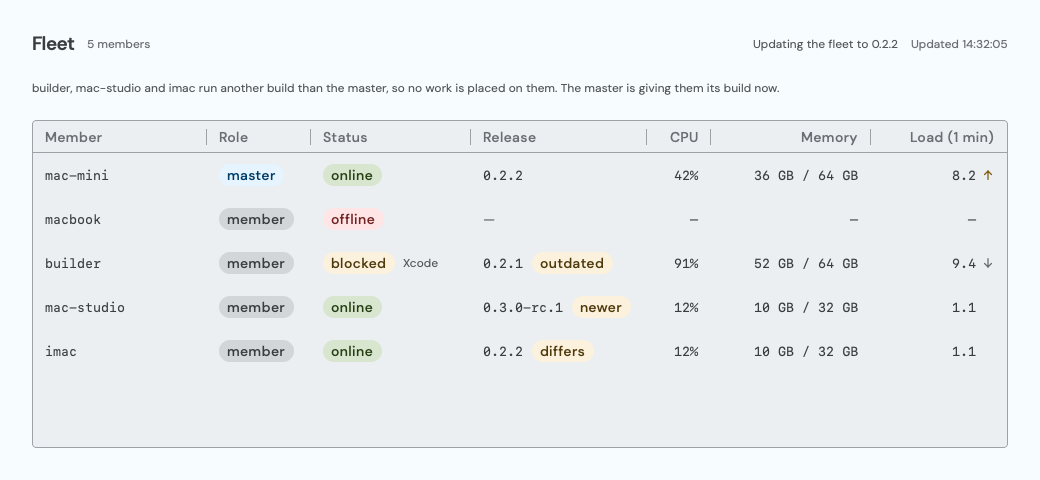 Fleet 5 members Updating the fleet to 0.2.2 Updated 14:32:05
builder, mac-studio and imac run another build than the master, so no work is placed on them. The master is giving them its build now.
Member Role Status Release CPU Memory Load (1 min)
mac-mini master online 0.2.2 42% 36 GB / 64 GB 8.2 ↑
macbook member offline — — — —
builder member blocked Xcode 0.2.1 outdated 91% 52 GB / 64 GB 9.4 ↓
mac-studio member online 0.3.0-rc.1 newer 12% 10 GB / 32 GB 1.1
imac member online 0.2.2 differs 12% 10 GB / 32 GB 1.1